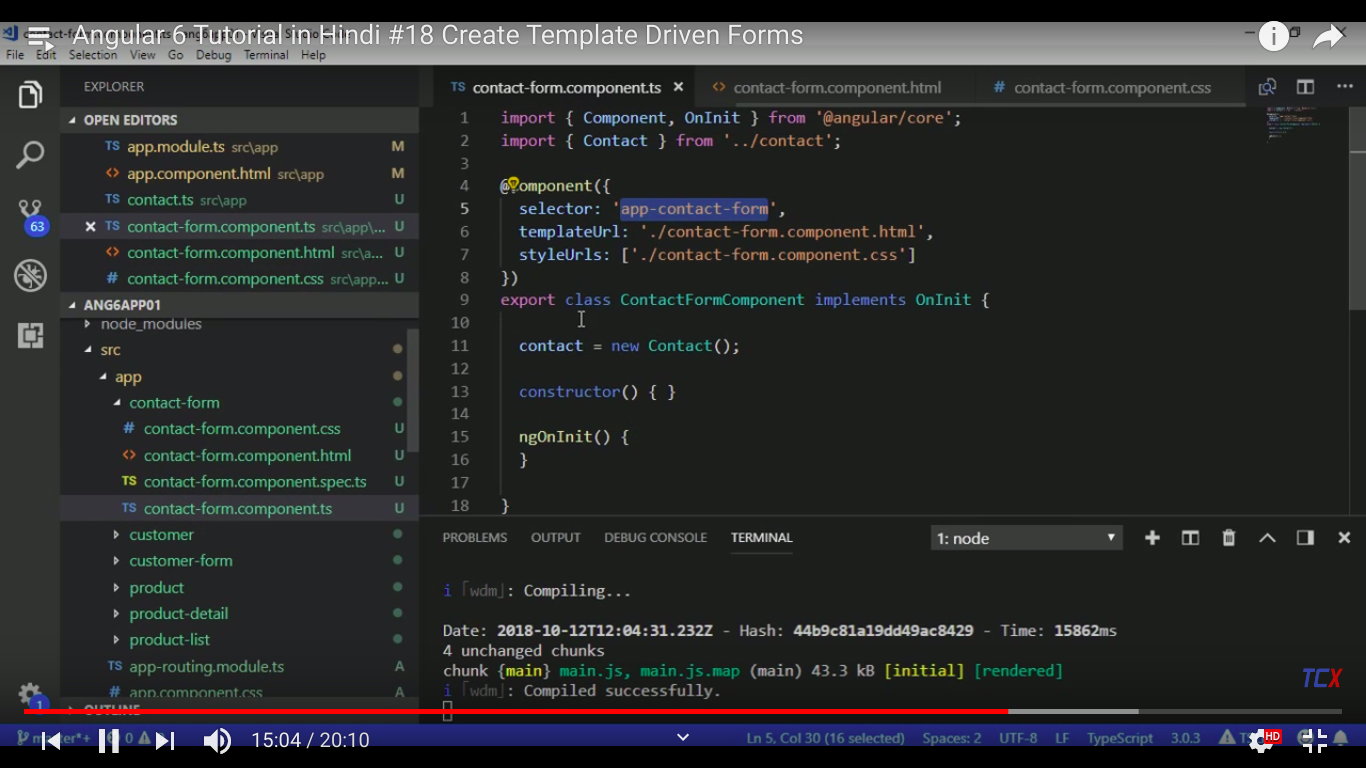 Angular 6 Tutorial in Hindi #18 Create Template Driven Forms
File Edit Selection View Go Debug Terminal Help
EXPLORER
OPEN EDITORS
TS app.module.ts src\app M
<> app.component.html src\app M
TS contact.ts src\app U
TS contact-form.component.ts src\app\... U
<> contact-form.component.html src\a... U
# contact-form.component.css src\app... U
63
ANG6APP01
node_modules
src
app
contact-form
# contact-form.component.css U
<> contact-form.component.html U
TS contact-form.component.spec.ts U
TS contact-form.component.ts U
customer
customer-form
product
product-detail
product-list
TS app-routing.module.ts A
# app.component.css A
OUTLINE
1
TS contact-form.component.ts
<> contact-form.component.html
# contact-form.component.css
1 import { Component, OnInit } from '@angular/core';
2 import { Contact } from '../contact';
3
4 @Component({
5 selector: 'app-contact-form',
6 templateUrl: './contact-form.component.html',
7 styleUrls: ['./contact-form.component.css']
8 })
9 export class ContactFormComponent implements OnInit {
10
11 contact = new Contact();
12
13 constructor() { }
14
15 ngOnInit() {
16 }
17
18 }
PROBLEMS OUTPUT DEBUG CONSOLE TERMINAL 1: node
i ｢wdm｣: Compiling...
Date: 2018-10-12T12:04:31.232Z - Hash: 44b9c81a19dd49ac8429 - Time: 15862ms
4 unchanged chunks
chunk {main} main.js, main.js.map (main) 43.3 kB [initial] [rendered]
i ｢wdm｣: Compiled successfully.
TCX
15:04 / 20:10
Ln 5, Col 30 (16 selected) Spaces: 2 UTF-8 LF TypeScript 3.0.3
HD